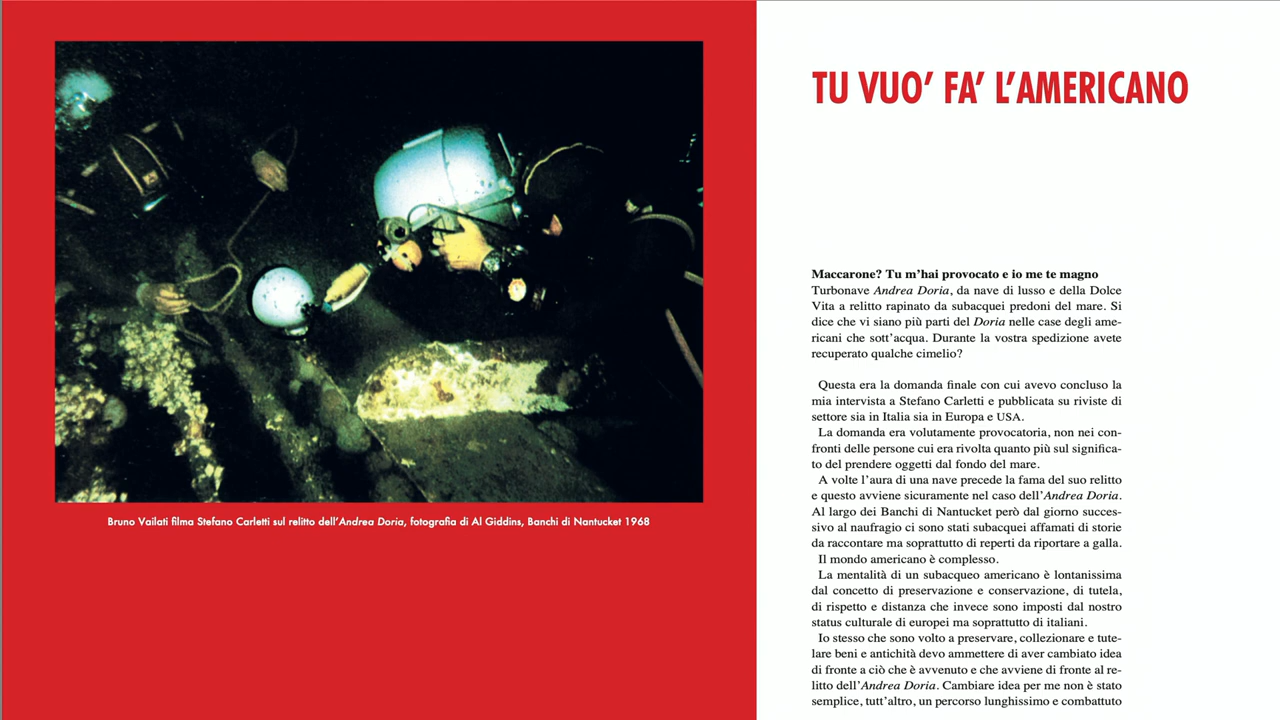 Bruno Vailati filma Stefano Carletti sul relitto dell'Andrea Doria, fotografia di Al Giddins, Banchi di Nantucket 1968
TU VUO' FA' L'AMERICANO
Maccarone? Tu m'hai provocato e io me te magno
Turbonave Andrea Doria, da nave di lusso e della Dolce
Vita a relitto rapinato da subacquei predoni del mare. Si
dice che vi siano più parti del Doria nelle case degli ame-
ricani che sott'acqua. Durante la vostra spedizione avete
recuperato qualche cimelio?
Questa era la domanda finale con cui avevo concluso la
mia intervista a Stefano Carletti e pubblicata su riviste di
settore sia in Italia sia in Europa e USA.
La domanda era volutamente provocatoria, non nei con-
fronti delle persone cui era rivolta quanto più sul significa-
to del prendere oggetti dal fondo del mare.
A volte l'aura di una nave precede la fama del suo relitto
e questo avviene sicuramente nel caso dell'Andrea Doria.
Al largo dei Banchi di Nantucket però dal giorno succes-
sivo al naufragio ci sono stati subacquei affamati di storie
da raccontare ma soprattutto di reperti da riportare a galla.
Il mondo americano è complesso.
La mentalità di un subacqueo americano è lontanissima
dal concetto di preservazione e conservazione, di tutela,
di rispetto e distanza che invece sono imposti dal nostro
status culturale di europei ma soprattutto di italiani.
Io stesso che sono volto a preservare, collezionare e tute-
lare beni e antichità devo ammettere di aver cambiato idea
di fronte a ciò che è avvenuto e che avviene di fronte al re-
litto dell'Andrea Doria. Cambiare idea per me non è stato
semplice, tutt'altro, un percorso lunghissimo e combattuto